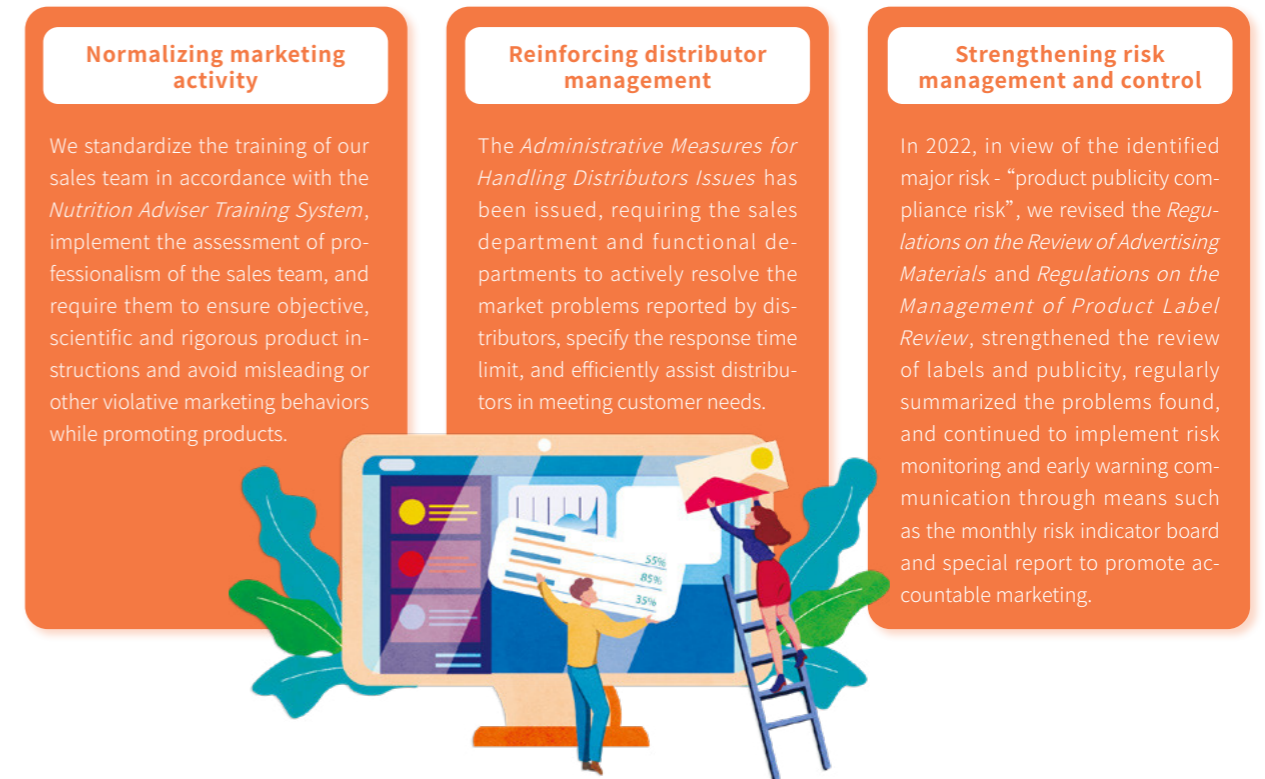 Normalizing marketing
activity
We standardize the training of our
sales team in accordance with the
Nutrition Adviser Training System,
implement the assessment of pro-
fessionalism of the sales team, and
require them to ensure objective,
scientific and rigorous product in-
structions and avoid misleading or
other violative marketing behaviors
while promoting products.
Reinforcing distributor
management
The Administrative Measures for
Handling Distributors Issues has
been issued, requiring the sales
department and functional de-
partments to actively resolve the
market problems reported by dis-
tributors, specify the response time
limit, and efficiently assist distribu-
tors in meeting customer needs.
Strengthening risk
management and control
In 2022, in view of the identified
major risk - “product publicity com-
pliance risk”, we revised the Regu-
lations on the Review of Advertising
Materials and Regulations on the
Management of Product Label
Review, strengthened the review
of labels and publicity, regularly
summarized the problems found,
and continued to implement risk
monitoring and early warning com-
munication through means such
as the monthly risk indicator board
and special report to promote ac-
countable marketing.
55%
85%
35%